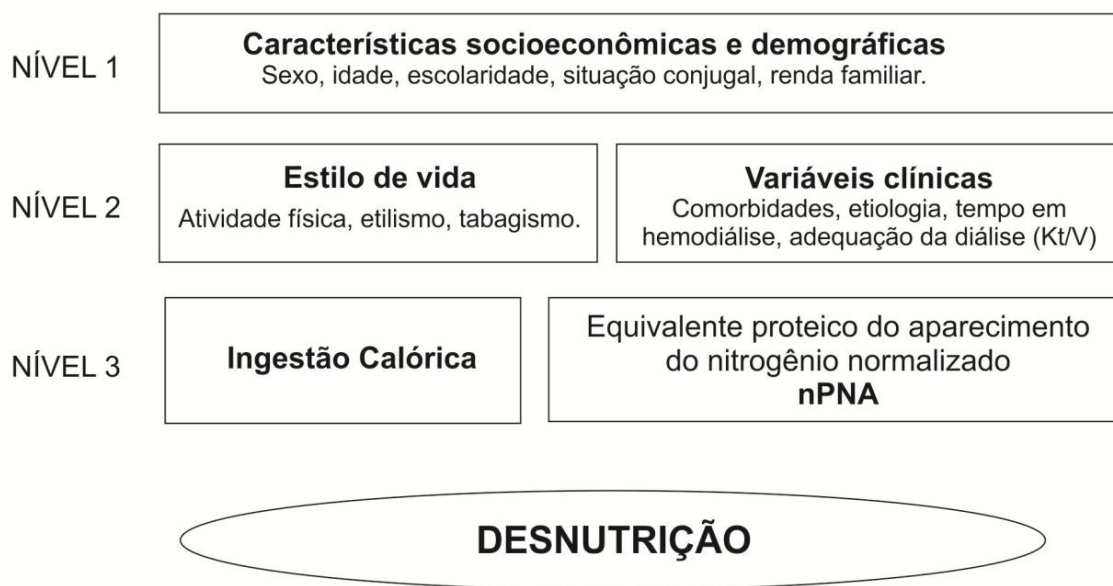 NÍVEL 1
Características socioeconômicas e demográficas
Sexo, idade, escolaridade, situação conjugal, renda familiar.
NÍVEL 2
Estilo de vida
Atividade física, etilismo, tabagismo.
Variáveis clínicas
Comorbidades, etiologia, tempo em
hemodiálise, adequação da diálise (Kt/V)
NÍVEL 3
Ingestão Calórica
Equivalente proteico do aparecimento
do nitrogênio normalizado
nPNA
DESNUTRIÇÃO